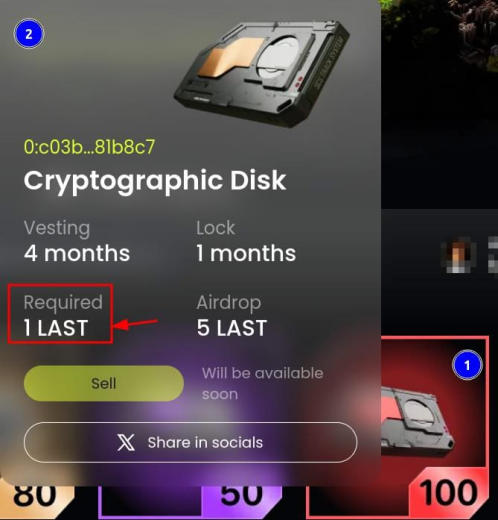 2
0:c03b...81b8c7
Cryptographic Disk
Vesting
4 months
Lock
1 months
Required
1 LAST
Airdrop
5 LAST
Sell
Will be available
soon
Share in socials
1
80
50
100